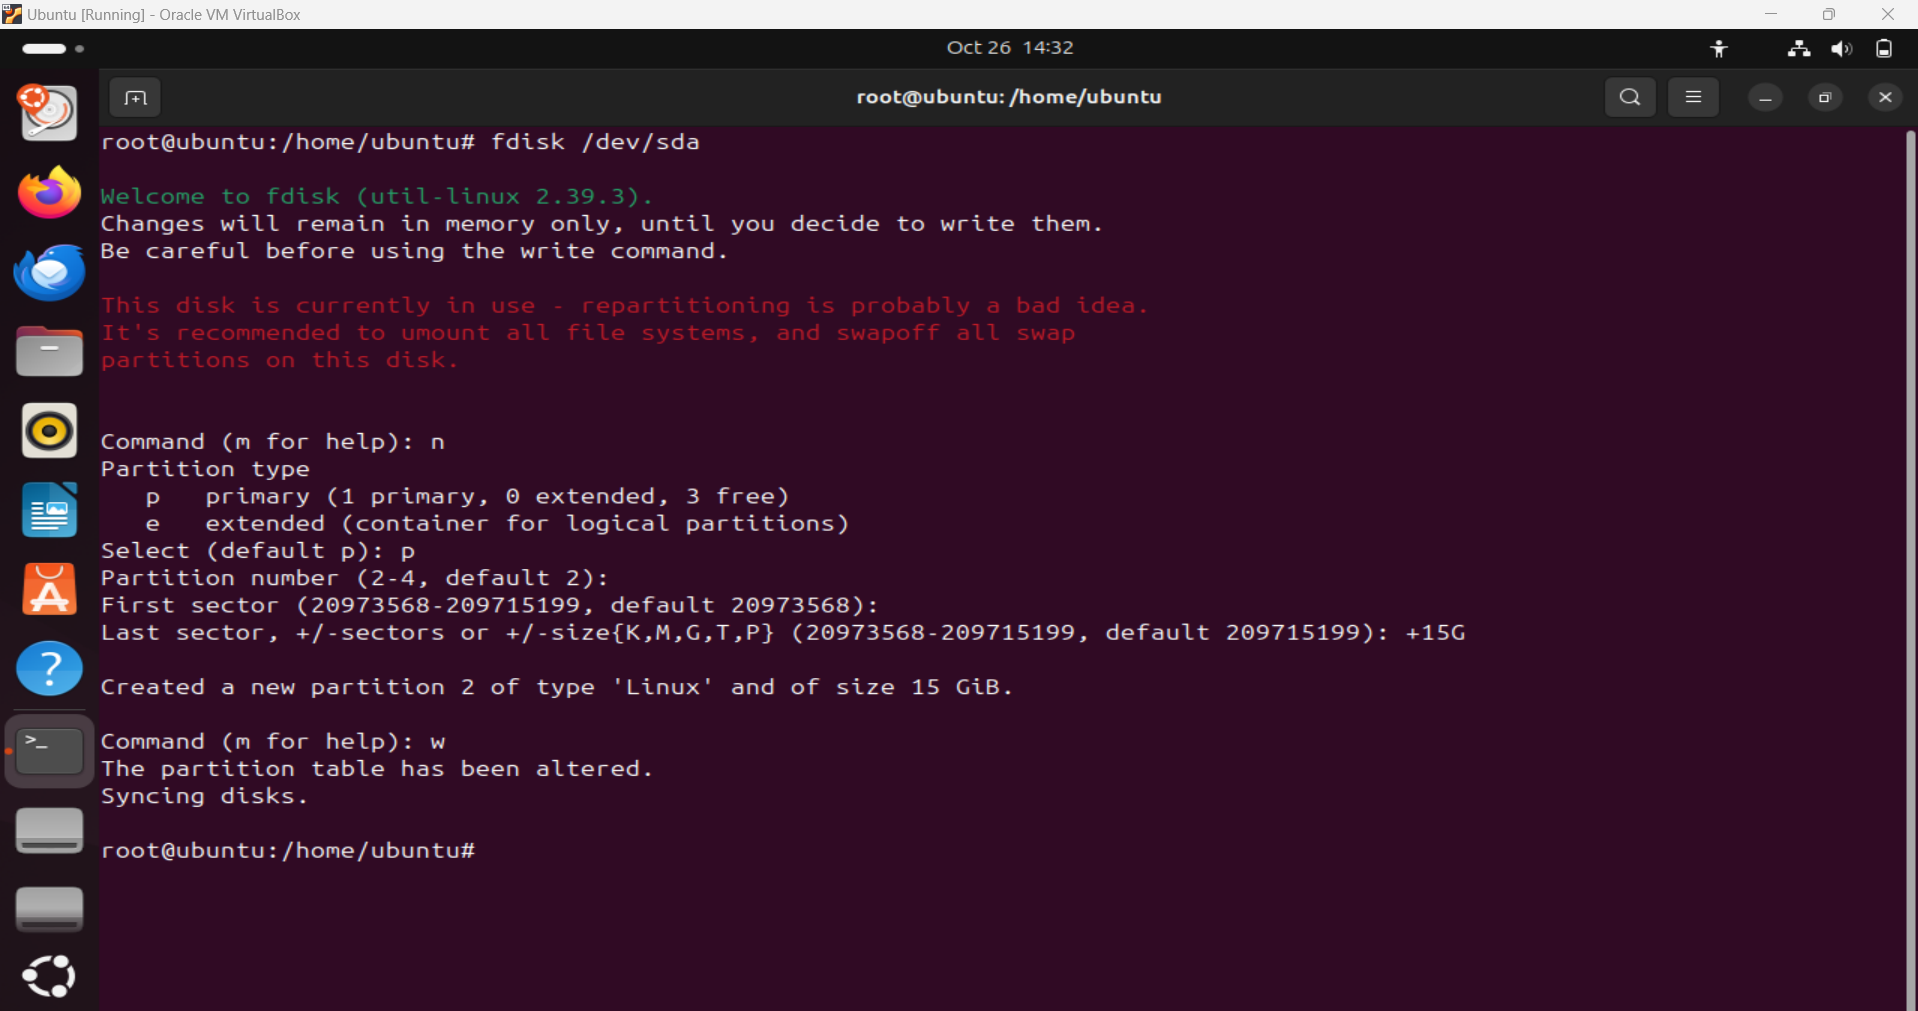 Ubuntu [Running] - Oracle VM VirtualBox
Oct 26 14:32
root@ubuntu: /home/ubuntu
root@ubuntu:/home/ubuntu# fdisk /dev/sda
Welcome to fdisk (util-linux 2.39.3).
Changes will remain in memory only, until you decide to write them.
Be careful before using the write command.
This disk is currently in use - repartitioning is probably a bad idea.
It's recommended to umount all file systems, and swapoff all swap
partitions on this disk.
Command (m for help): n
Partition type
p primary (1 primary, 0 extended, 3 free)
e extended (container for logical partitions)
Select (default p): p
Partition number (2-4, default 2):
First sector (20973568-209715199, default 20973568):
Last sector, +/-sectors or +/-size{K,M,G,T,P} (20973568-209715199, default 209715199): +15G
Created a new partition 2 of type 'Linux' and of size 15 GiB.
Command (m for help): w
The partition table has been altered.
Syncing disks.
root@ubuntu:/home/ubuntu#